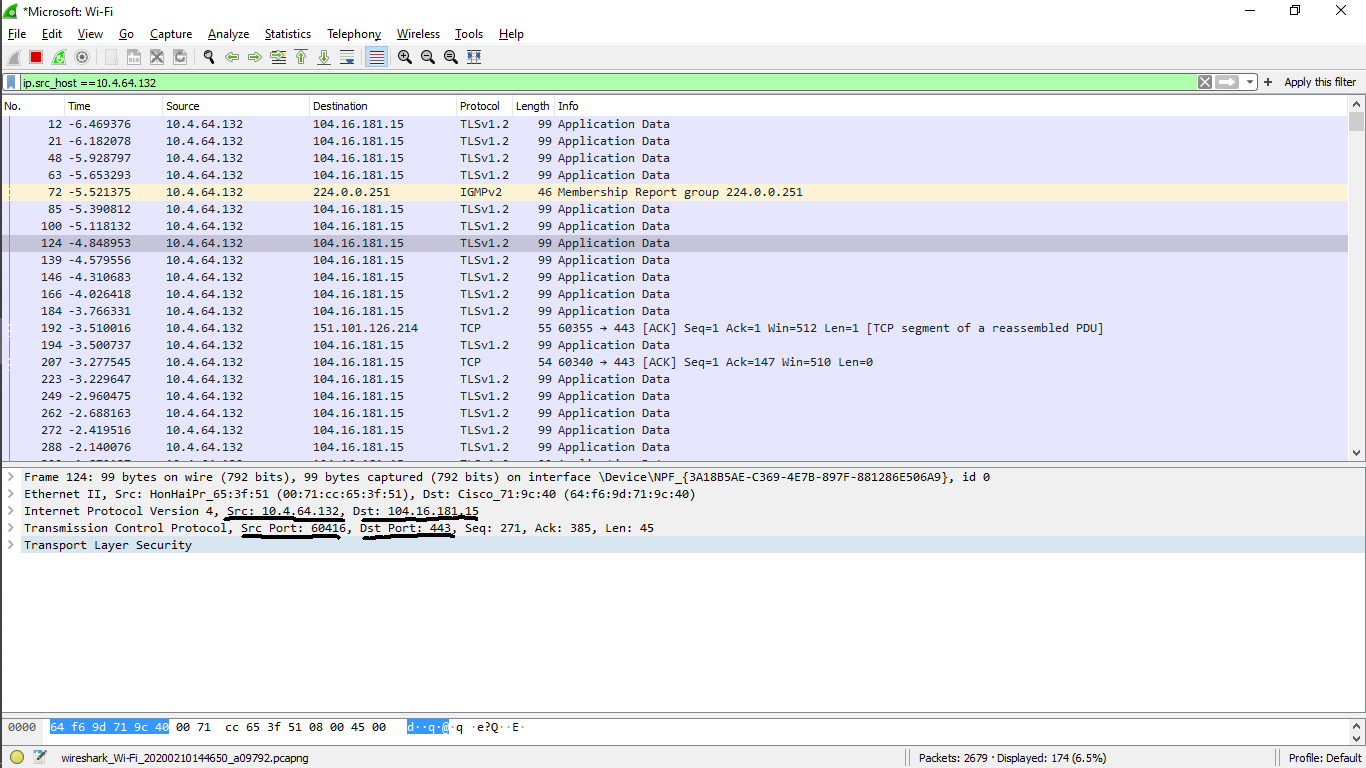 *Microsoft: Wi-Fi
File Edit View Go Capture Analyze Statistics Telephony Wireless Tools Help
ip.src_host ==10.4.64.132 Apply this filter
No. Time Source Destination Protocol Length Info
12 -6.469376 10.4.64.132 104.16.181.15 TLSv1.2 99 Application Data
21 -6.182078 10.4.64.132 104.16.181.15 TLSv1.2 99 Application Data
48 -5.928797 10.4.64.132 104.16.181.15 TLSv1.2 99 Application Data
63 -5.653293 10.4.64.132 104.16.181.15 TLSv1.2 99 Application Data
72 -5.521375 10.4.64.132 224.0.0.251 IGMPv2 46 Membership Report group 224.0.0.251
85 -5.390812 10.4.64.132 104.16.181.15 TLSv1.2 99 Application Data
100 -5.118132 10.4.64.132 104.16.181.15 TLSv1.2 99 Application Data
124 -4.848953 10.4.64.132 104.16.181.15 TLSv1.2 99 Application Data
139 -4.579556 10.4.64.132 104.16.181.15 TLSv1.2 99 Application Data
146 -4.310683 10.4.64.132 104.16.181.15 TLSv1.2 99 Application Data
166 -4.026418 10.4.64.132 104.16.181.15 TLSv1.2 99 Application Data
184 -3.766331 10.4.64.132 104.16.181.15 TLSv1.2 99 Application Data
192 -3.510016 10.4.64.132 151.101.126.214 TCP 55 60355 → 443 [ACK] Seq=1 Ack=1 Win=512 Len=1 [TCP segment of a reassembled PDU]
194 -3.500737 10.4.64.132 104.16.181.15 TLSv1.2 99 Application Data
207 -3.277545 10.4.64.132 104.16.181.15 TCP 54 60340 → 443 [ACK] Seq=1 Ack=147 Win=510 Len=0
223 -3.229647 10.4.64.132 104.16.181.15 TLSv1.2 99 Application Data
249 -2.960475 10.4.64.132 104.16.181.15 TLSv1.2 99 Application Data
262 -2.688163 10.4.64.132 104.16.181.15 TLSv1.2 99 Application Data
272 -2.419516 10.4.64.132 104.16.181.15 TLSv1.2 99 Application Data
288 -2.140076 10.4.64.132 104.16.181.15 TLSv1.2 99 Application Data
Frame 124: 99 bytes on wire (792 bits), 99 bytes captured (792 bits) on interface \Device\NPF_{3A18B5AE-C369-4E7B-897F-881286E506A9}, id 0
Ethernet II, Src: HonHaiPr_65:3f:51 (00:71:cc:65:3f:51), Dst: Cisco_71:9c:40 (64:f6:9d:71:9c:40)
Internet Protocol Version 4, Src: 10.4.64.132, Dst: 104.16.181.15
Transmission Control Protocol, Src Port: 60416, Dst Port: 443, Seq: 271, Ack: 385, Len: 45
Transport Layer Security
0000 64 f6 9d 71 9c 40 00 71 cc 65 3f 51 08 00 45 00 d··q·@·q ·e?Q··E·
wireshark_Wi-Fi_20200210144650_a09792.pcapng Packets: 2679 · Displayed: 174 (6.5%) Profile: Default